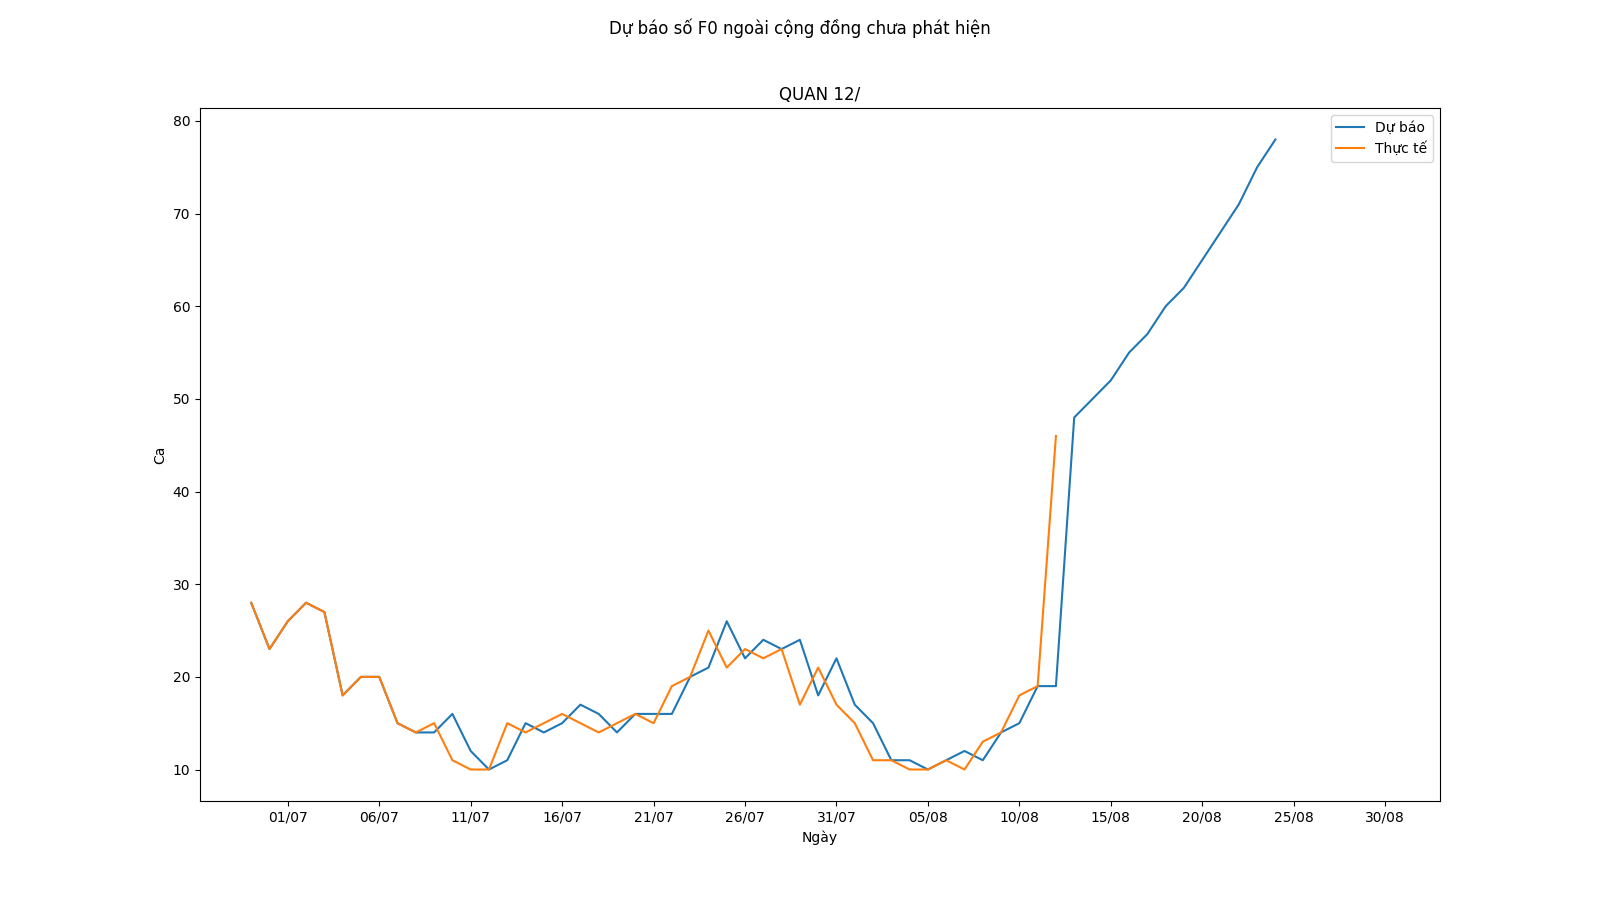 Dự báo số F0 ngoài cộng đồng chưa phát hiện
QUAN 12/
Dự báo
Thực tế
80
70
60
50
40
30
20
10
Ca
01/07 06/07 11/07 16/07 21/07 26/07 31/07 05/08 10/08 15/08 20/08 25/08 30/08
Ngày